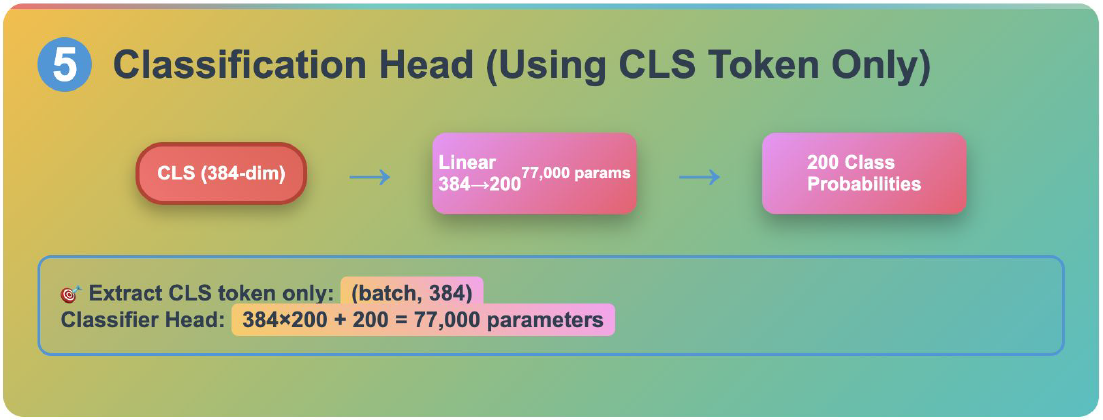 5 Classification Head (Using CLS Token Only)
CLS (384-dim)
→
Linear
384→200
77,000 params
→
200 Class
Probabilities
🎯 Extract CLS token only: (batch, 384)
Classifier Head: 384×200 + 200 = 77,000 parameters